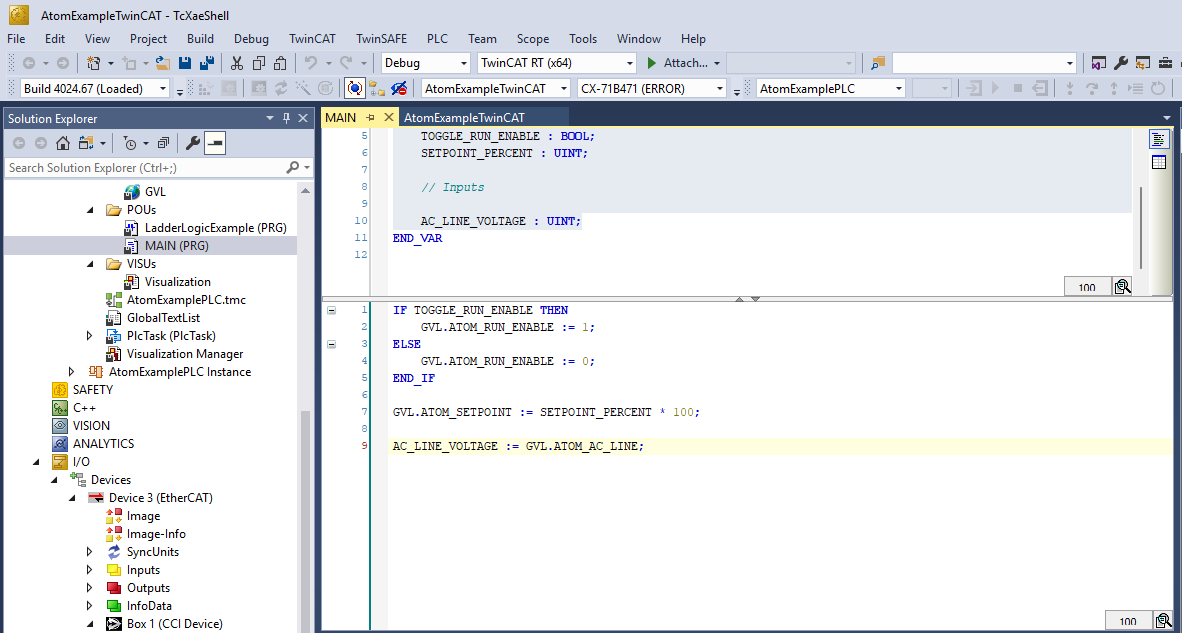 AtomExampleTwinCAT - TcXaeShell
File Edit View Project Build Debug TwinCAT TwinSAFE PLC Team Scope Tools Window Help
Debug TwinCAT RT (x64) Attach...
Build 4024.67 (Loaded) AtomExampleTwinCAT CX-71B471 (ERROR) AtomExamplePLC
Solution Explorer
Search Solution Explorer (Ctrl+;)
GVL
POUs
LadderLogicExample (PRG)
MAIN (PRG)
VISUs
Visualization
AtomExamplePLC.tmc
GlobalTextList
PlcTask (PlcTask)
Visualization Manager
AtomExamplePLC Instance
SAFETY
C++
VISION
ANALYTICS
I/O
Devices
Device 3 (EtherCAT)
Image
Image-Info
SyncUnits
Inputs
Outputs
InfoData
Box 1 (CCI Device)
MAIN AtomExampleTwinCAT
5 TOGGLE_RUN_ENABLE : BOOL;
6 SETPOINT_PERCENT : UINT;
7
8 // Inputs
9
10 AC_LINE_VOLTAGE : UINT;
11 END_VAR
12
100
1 IF TOGGLE_RUN_ENABLE THEN
2 GVL.ATOM_RUN_ENABLE := 1;
3 ELSE
4 GVL.ATOM_RUN_ENABLE := 0;
5 END_IF
6
7 GVL.ATOM_SETPOINT := SETPOINT_PERCENT * 100;
8
9 AC_LINE_VOLTAGE := GVL.ATOM_AC_LINE;
100